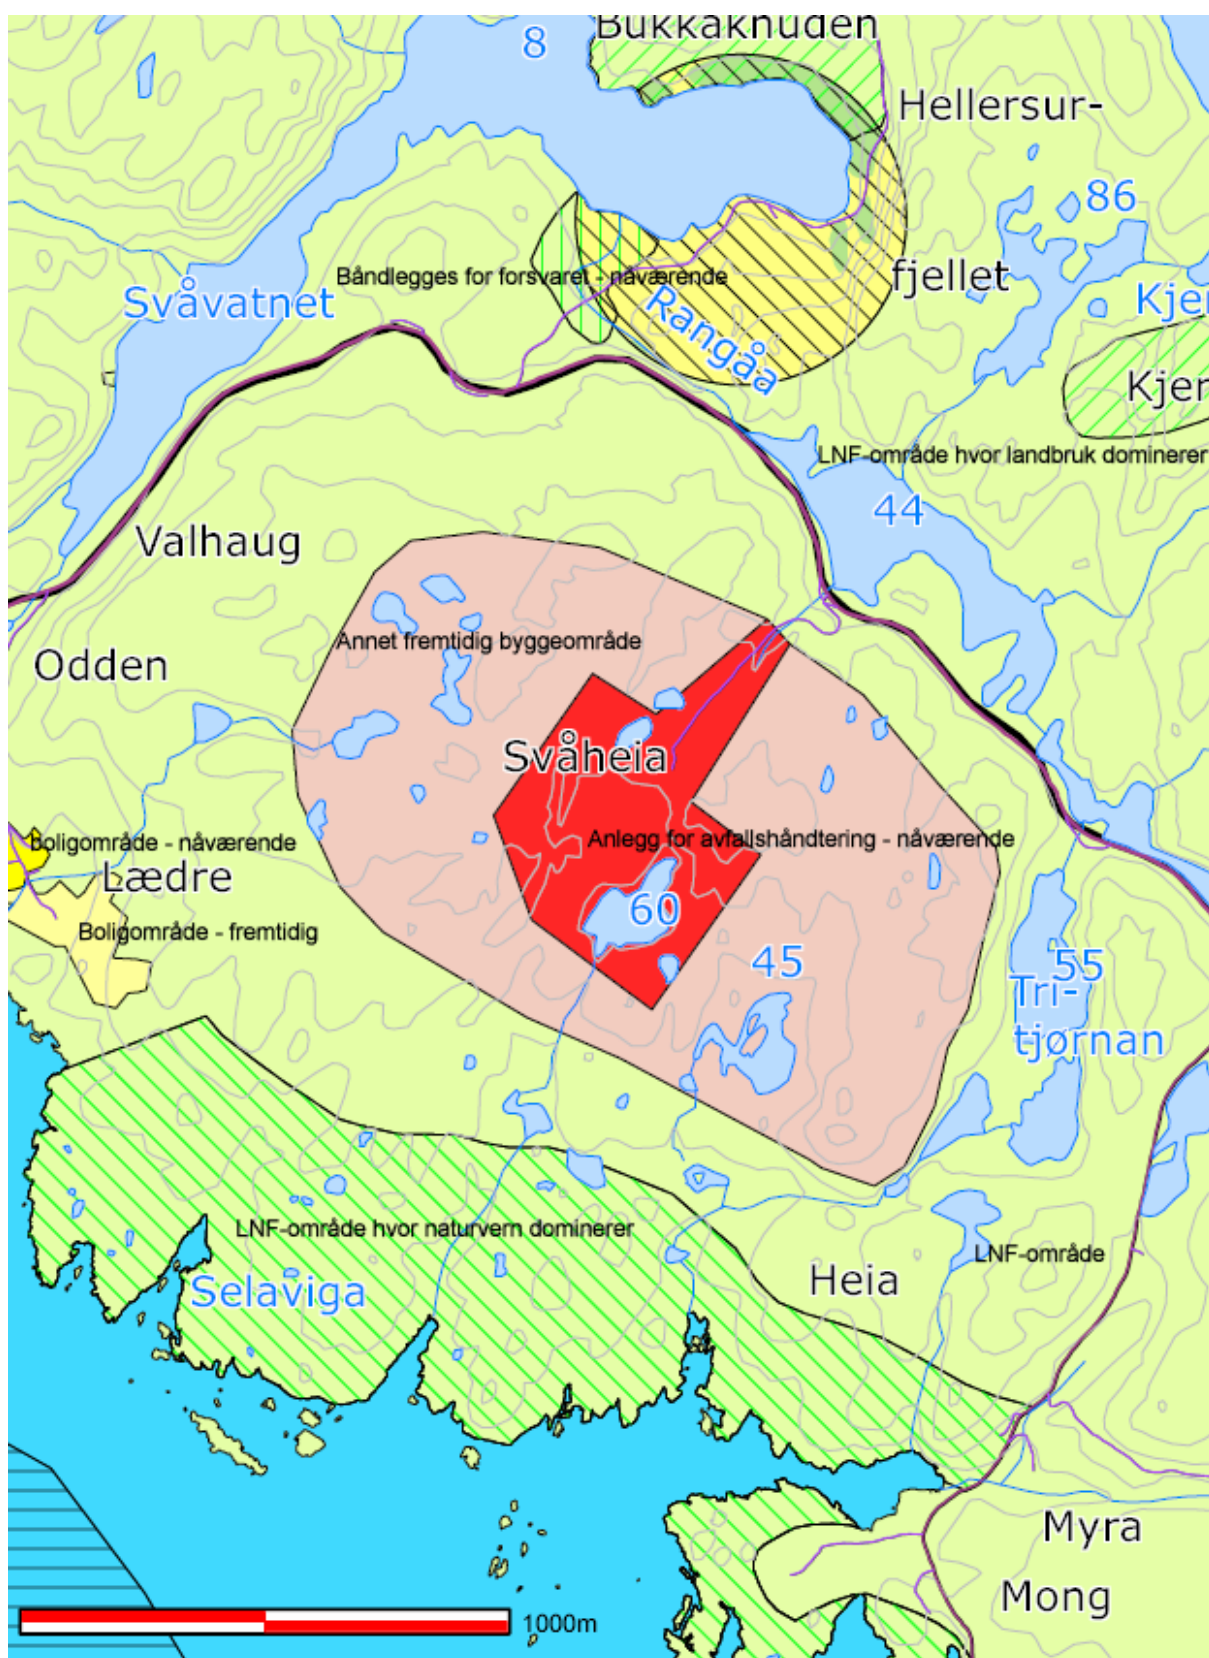 Bukkaknuden
8
Hellersur-
86
Båndlegges for forsvaret - nåværende
fjellet
Svåvatnet
Rangåa
Kjer
Kjer
LNF-område hvor landbruk dominerer
44
Valhaug
Annet fremtidig byggeområde
Odden
Svåheia
Anlegg for avfallshåndtering - nåværende
boligområde - nåværende
Lædre
60
Boligområde - fremtidig
45
55
Tri-
tjørnan
LNF-område hvor naturvern dominerer
LNF-område
Heia
Selaviga
Myra
Mong
1000m